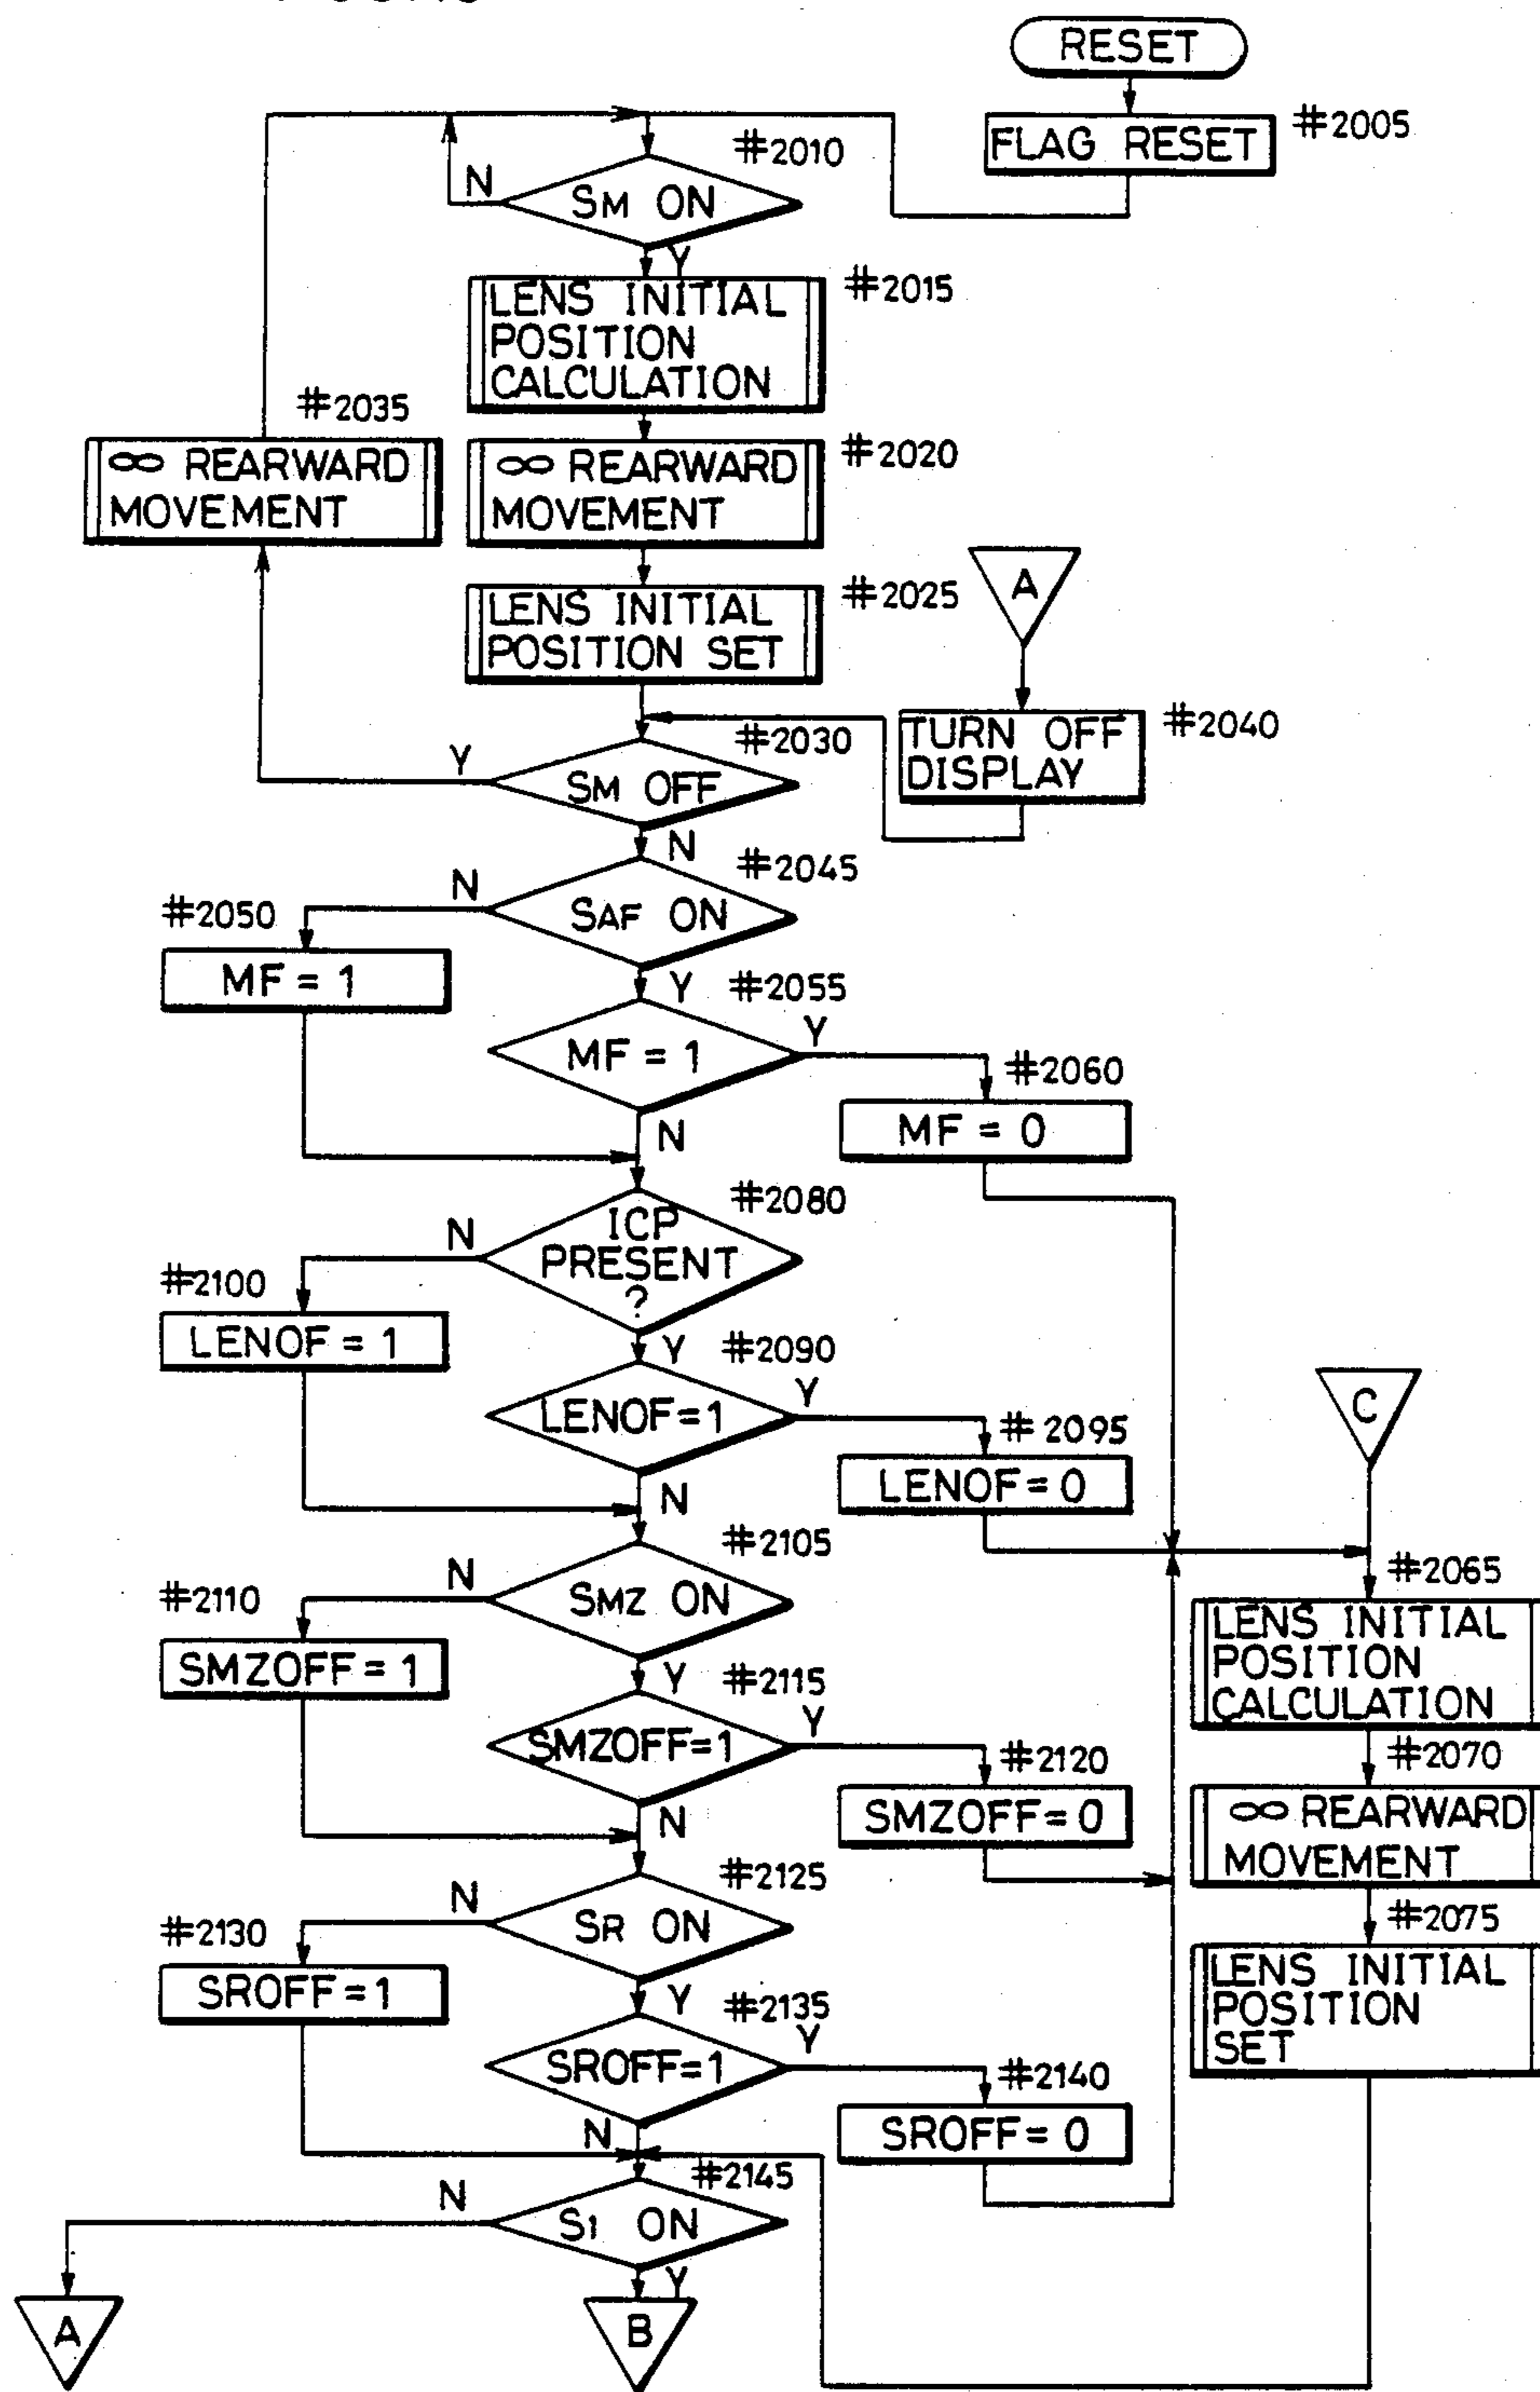 RESET
FLAG RESET
#2005
#2010
N
SM ON
Y
LENS INITIAL
POSITION
CALCULATION
#2015
#2035
∞ REARWARD
MOVEMENT
∞ REARWARD
MOVEMENT
#2020
LENS INITIAL
POSITION SET
#2025
A
TURN OFF
DISPLAY
#2040
#2030
Y
SM OFF
N
#2045
N
SAF ON
#2050
MF = 1
Y
#2055
MF = 1
Y
#2060
MF = 0
N
#2080
ICP
PRESENT
?
N
#2100
LENOF = 1
Y
#2090
LENOF=1
Y
# 2095
LENOF = 0
N
C
#2105
N
SMZ ON
#2110
SMZOFF = 1
#2065
LENS INITIAL
POSITION
CALCULATION
Y
#2115
SMZOFF=1
Y
#2120
SMZOFF=0
N
#2070
∞ REARWARD
MOVEMENT
#2125
N
SR ON
#2130
SROFF=1
#2075
LENS INITIAL
POSITION
SET
Y
#2135
SROFF=1
Y
#2140
SROFF = 0
N
#2145
N
S1 ON
Y
A
B